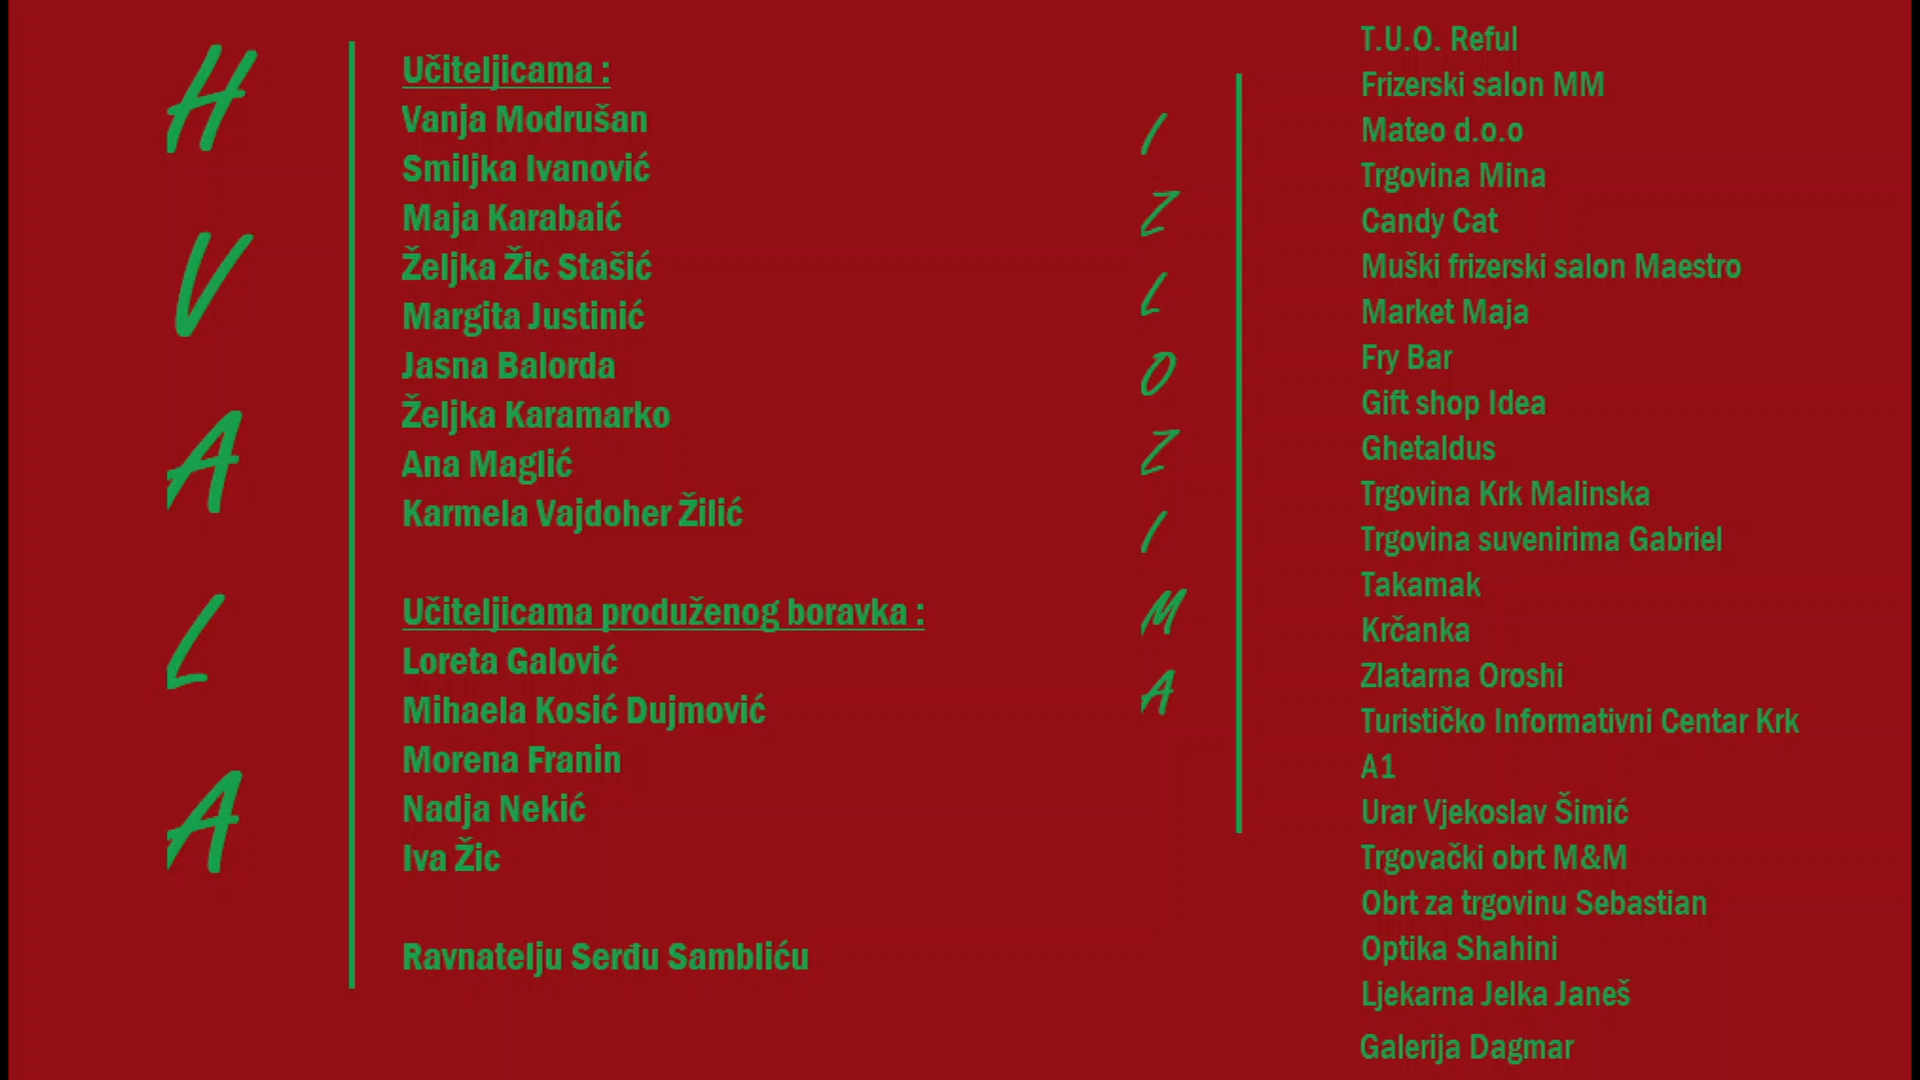 HVALA
Učiteljicama :
Vanja Modrušan
Smiljka Ivanović
Maja Karabaić
Željka Žic Stašić
Margita Justinić
Jasna Balorda
Željka Karamarko
Ana Maglić
Karmela Vajdoher Žilić
Učiteljicama produženog boravka :
Loreta Galović
Mihaela Kosić Dujmović
Morena Franin
Nadja Nekić
Iva Žic
Ravnatelju Serđu Sambliću
IZLOZIMA
T.U.O. Reful
Frizerski salon MM
Mateo d.o.o
Trgovina Mina
Candy Cat
Muški frizerski salon Maestro
Market Maja
Fry Bar
Gift shop Idea
Ghetaldus
Trgovina Krk Malinska
Trgovina suvenirima Gabriel
Takamak
Krčanka
Zlatarna Oroshi
Turističko Informativni Centar Krk
A1
Urar Vjekoslav Šimić
Trgovački obrt M&M
Obrt za trgovinu Sebastian
Optika Shahini
Ljekarna Jelka Janeš
Galerija Dagmar